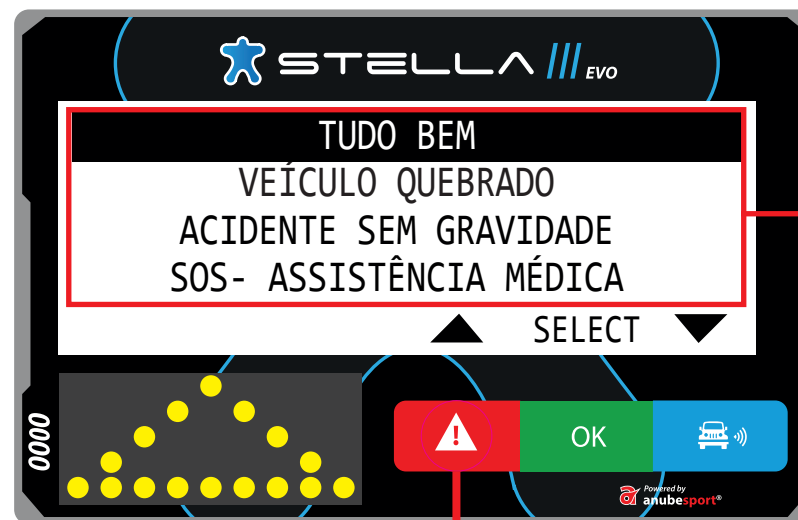 STELLA III EVO
TUDO BEM
VEÍCULO QUEBRADO
ACIDENTE SEM GRAVIDADE
SOS- ASSISTÊNCIA MÉDICA
SELECT
0000
OK
Powered by
anubesport®